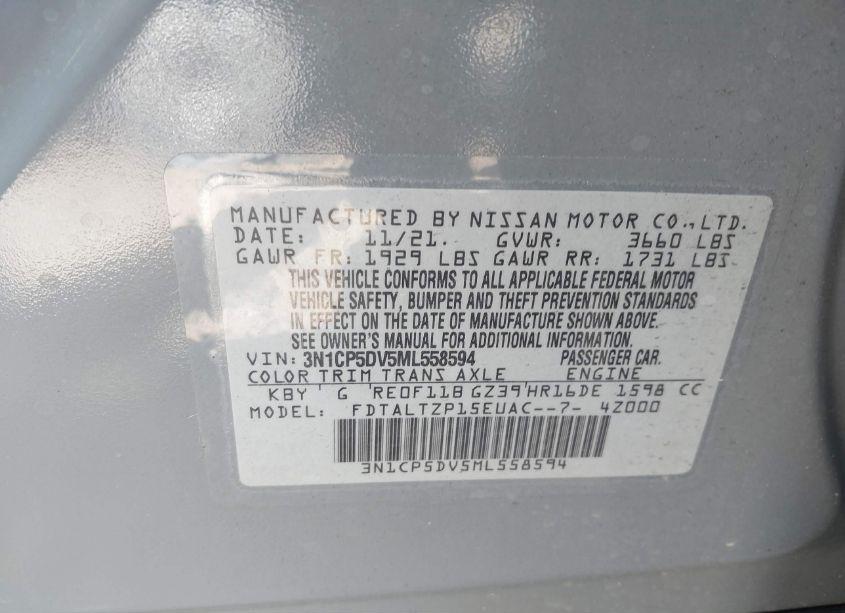 MANUFACTURED BY NISSAN MOTOR CO., LTD.
DATE: 11/21. GVWR: 3660 LBS
GAWR FR: 1929 LBS GAWR RR: 1731 LBS
THIS VEHICLE CONFORMS TO ALL APPLICABLE FEDERAL MOTOR
VEHICLE SAFETY, BUMPER AND THEFT PREVENTION STANDARDS
IN EFFECT ON THE DATE OF MANUFACTURE SHOWN ABOVE.
SEE OWNER'S MANUAL FOR ADDITIONAL INFORMATION.
VIN: 3N1CP5DV5ML558594 PASSENGER CAR.
COLOR TRIM TRANS AXLE ENGINE
KBY G RE0F11B GZ39 HR16DE 1598 CC
MODEL: FDTALTZP15EUAC--7- 4Z000
3N1CP5DV5ML558594